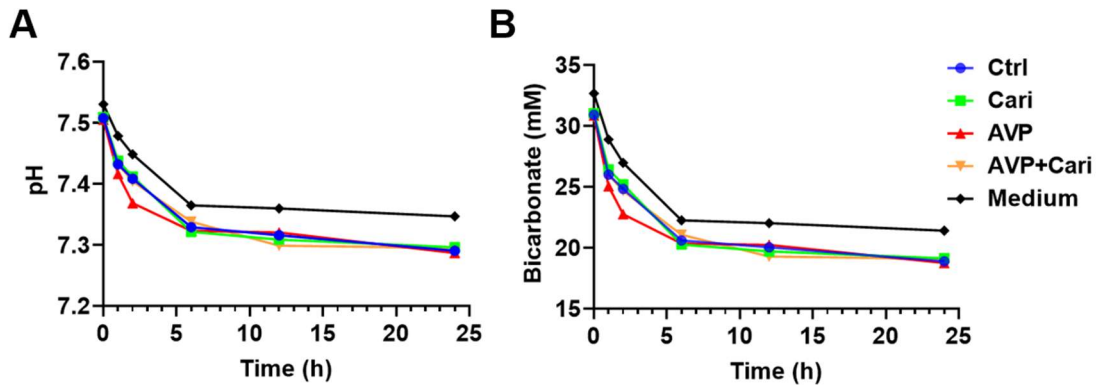 A
B
7.6
7.5
7.4
7.3
7.2
pH
0 5 10 15 20 25
Time (h)
35
30
25
20
15
Bicarbonate (mM)
0 5 10 15 20 25
Time (h)
Ctrl
Cari
AVP
AVP+Cari
Medium